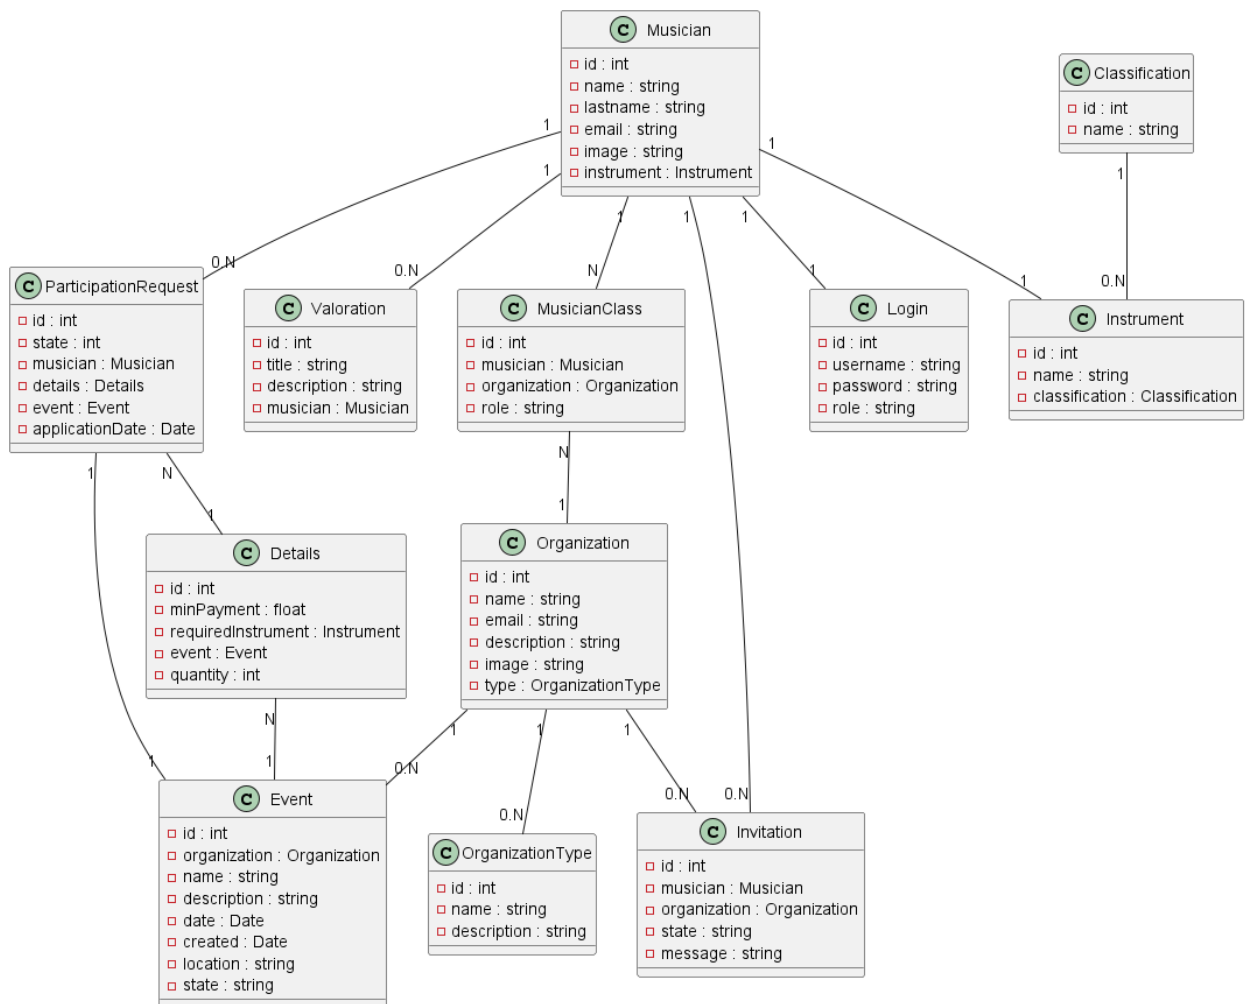 C Musician
id : int
name : string
lastname : string
email : string
image : string
instrument : Instrument
C Classification
id : int
name : string
1
1
1
1
1
1
1
0.N
0.N
N
0.N
1
1
C ParticipationRequest
id : int
state : int
musician : Musician
details : Details
event : Event
applicationDate : Date
C Valoration
id : int
title : string
description : string
musician : Musician
C MusicianClass
id : int
musician : Musician
organization : Organization
role : string
C Login
id : int
username : string
password : string
role : string
C Instrument
id : int
name : string
classification : Classification
1
N
N
1
1
C Details
id : int
minPayment : float
requiredInstrument : Instrument
event : Event
quantity : int
C Organization
id : int
name : string
email : string
description : string
image : string
type : OrganizationType
N
1
1
1
1
1
0.N
0.N
0.N
0.N
C Event
id : int
organization : Organization
name : string
description : string
date : Date
created : Date
location : string
state : string
C OrganizationType
id : int
name : string
description : string
C Invitation
id : int
musician : Musician
organization : Organization
state : string
message : string